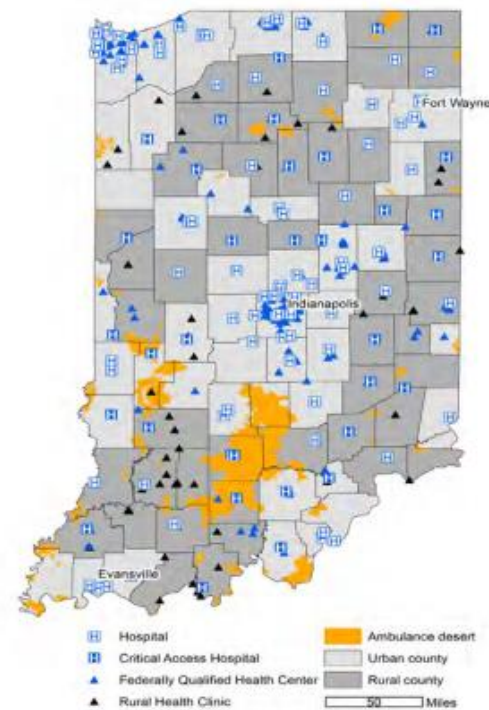 Fort Wayne
Indianapolis
Evansville
H Hospital
H Critical Access Hospital
Federally Qualified Health Center
Rural Health Clinic
Ambulance desert
Urban county
Rural county
50 Miles